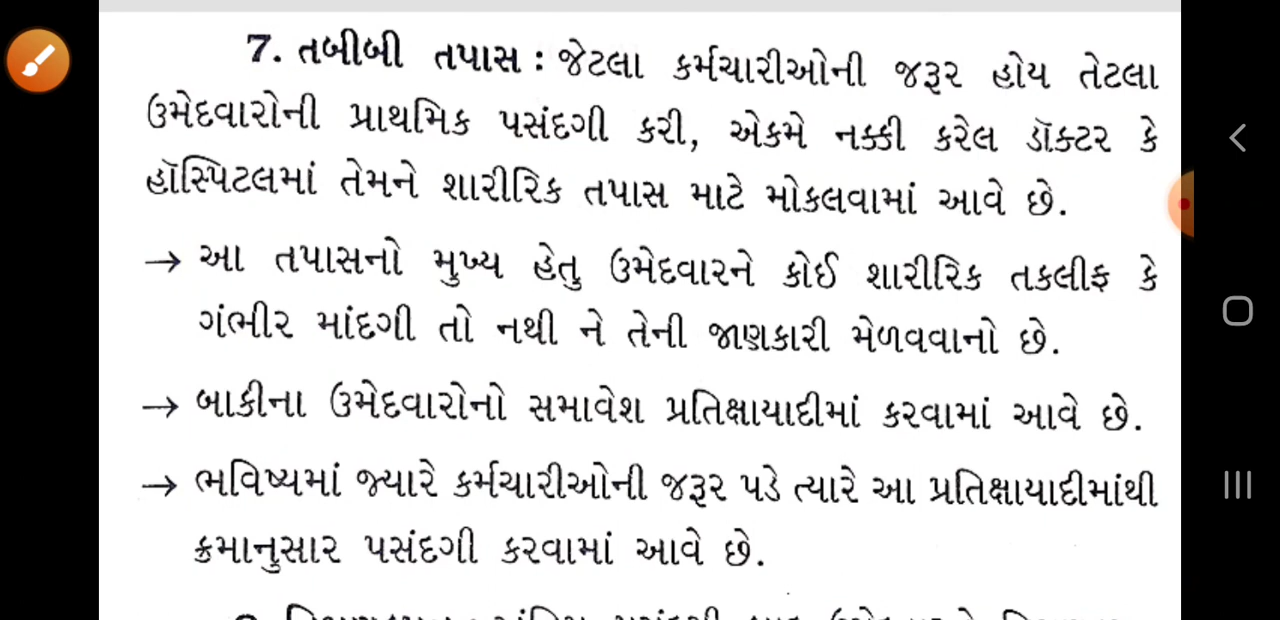 7. તબીબી તપાસ : જેટલા કર્મચારીઓની જરૂર હોય તેટલા
ઉમેદવારોની પ્રાથમિક પસંદગી કરી, એકમે નક્કી કરેલ ડૉક્ટર કે
હૉસ્પિટલમાં તેમને શારીરિક તપાસ માટે મોકલવામાં આવે છે.
→ આ તપાસનો મુખ્ય હેતુ ઉમેદવારને કોઈ શારીરિક તકલીફ કે
ગંભીર માંદગી તો નથી ને તેની જાણકારી મેળવવાનો છે.
→ બાકીના ઉમેદવારોનો સમાવેશ પ્રતિક્ષાયાદીમાં કરવામાં આવે છે.
→ ભવિષ્યમાં જ્યારે કર્મચારીઓની જરૂર પડે ત્યારે આ પ્રતિક્ષાયાદીમાંથી
ક્રમાનુસાર પસંદગી કરવામાં આવે છે.